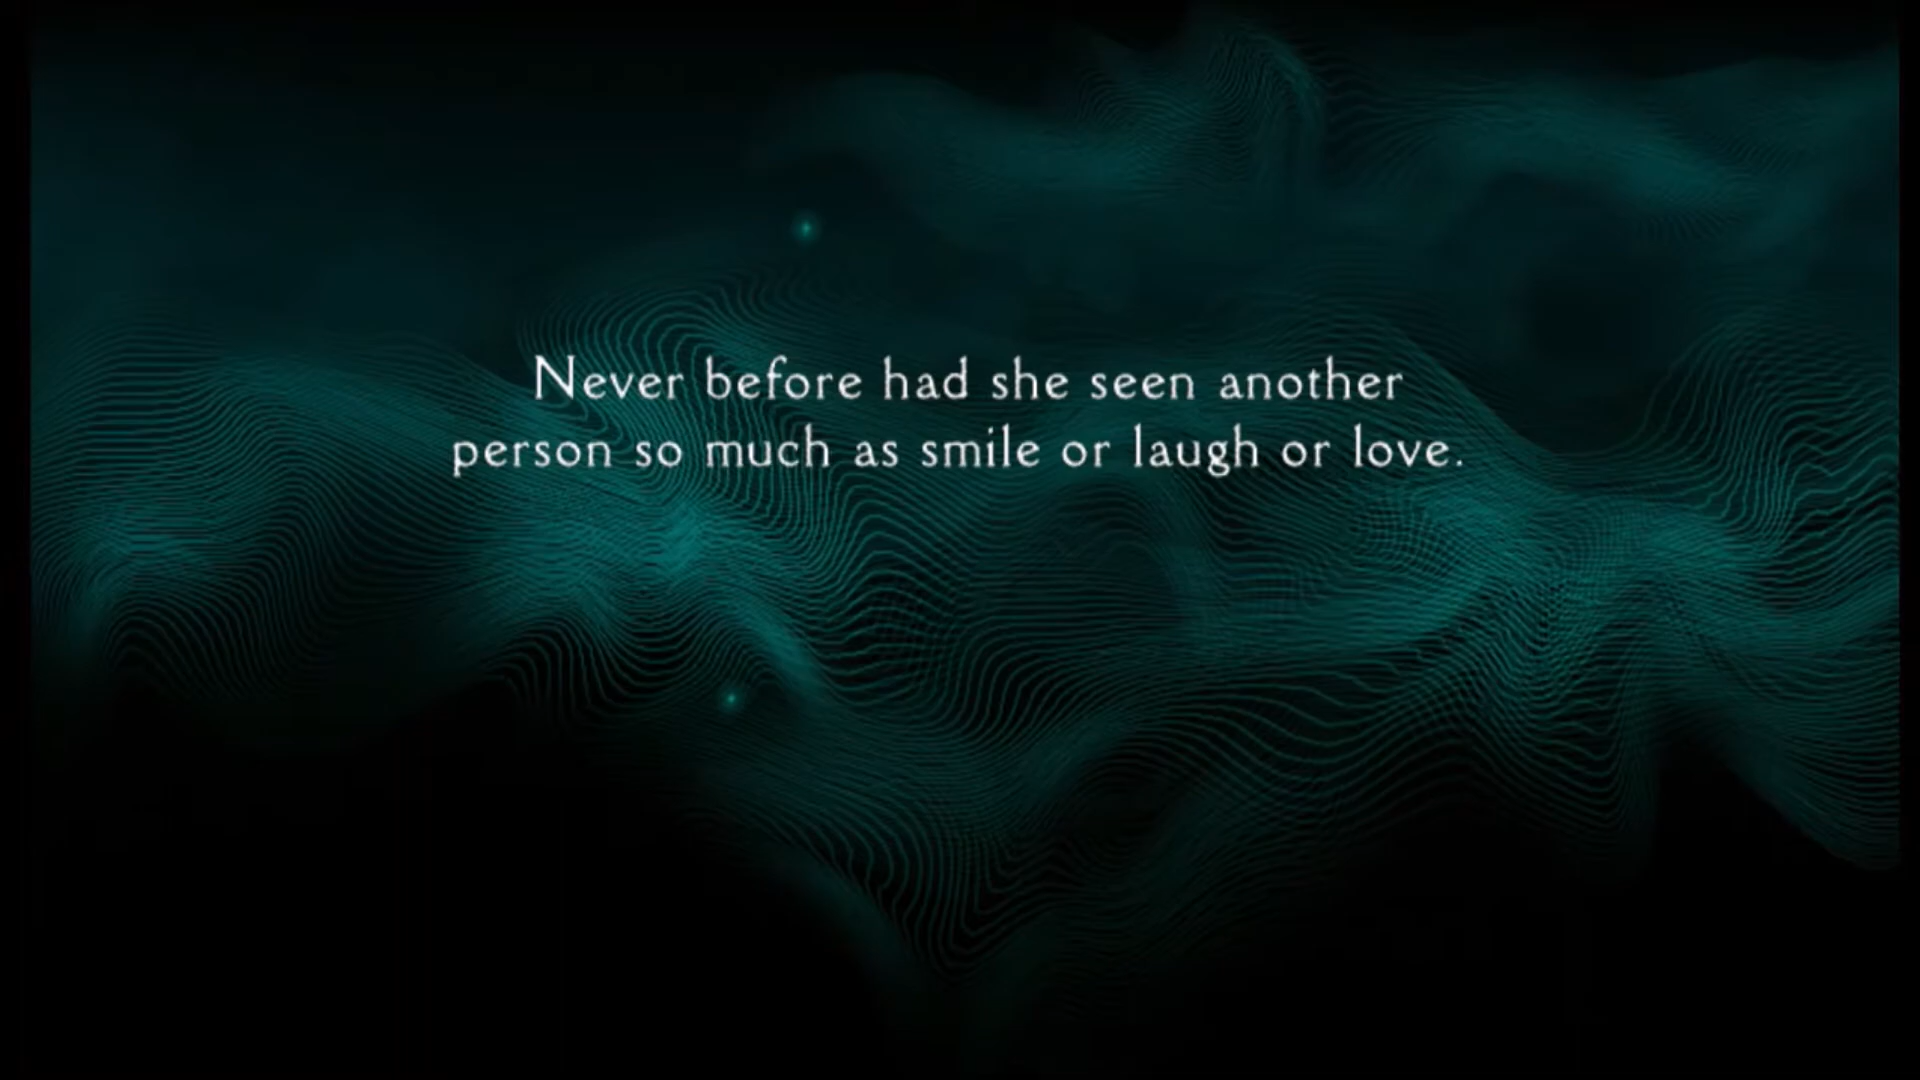 Never before had she seen another
person so much as smile or laugh or love.